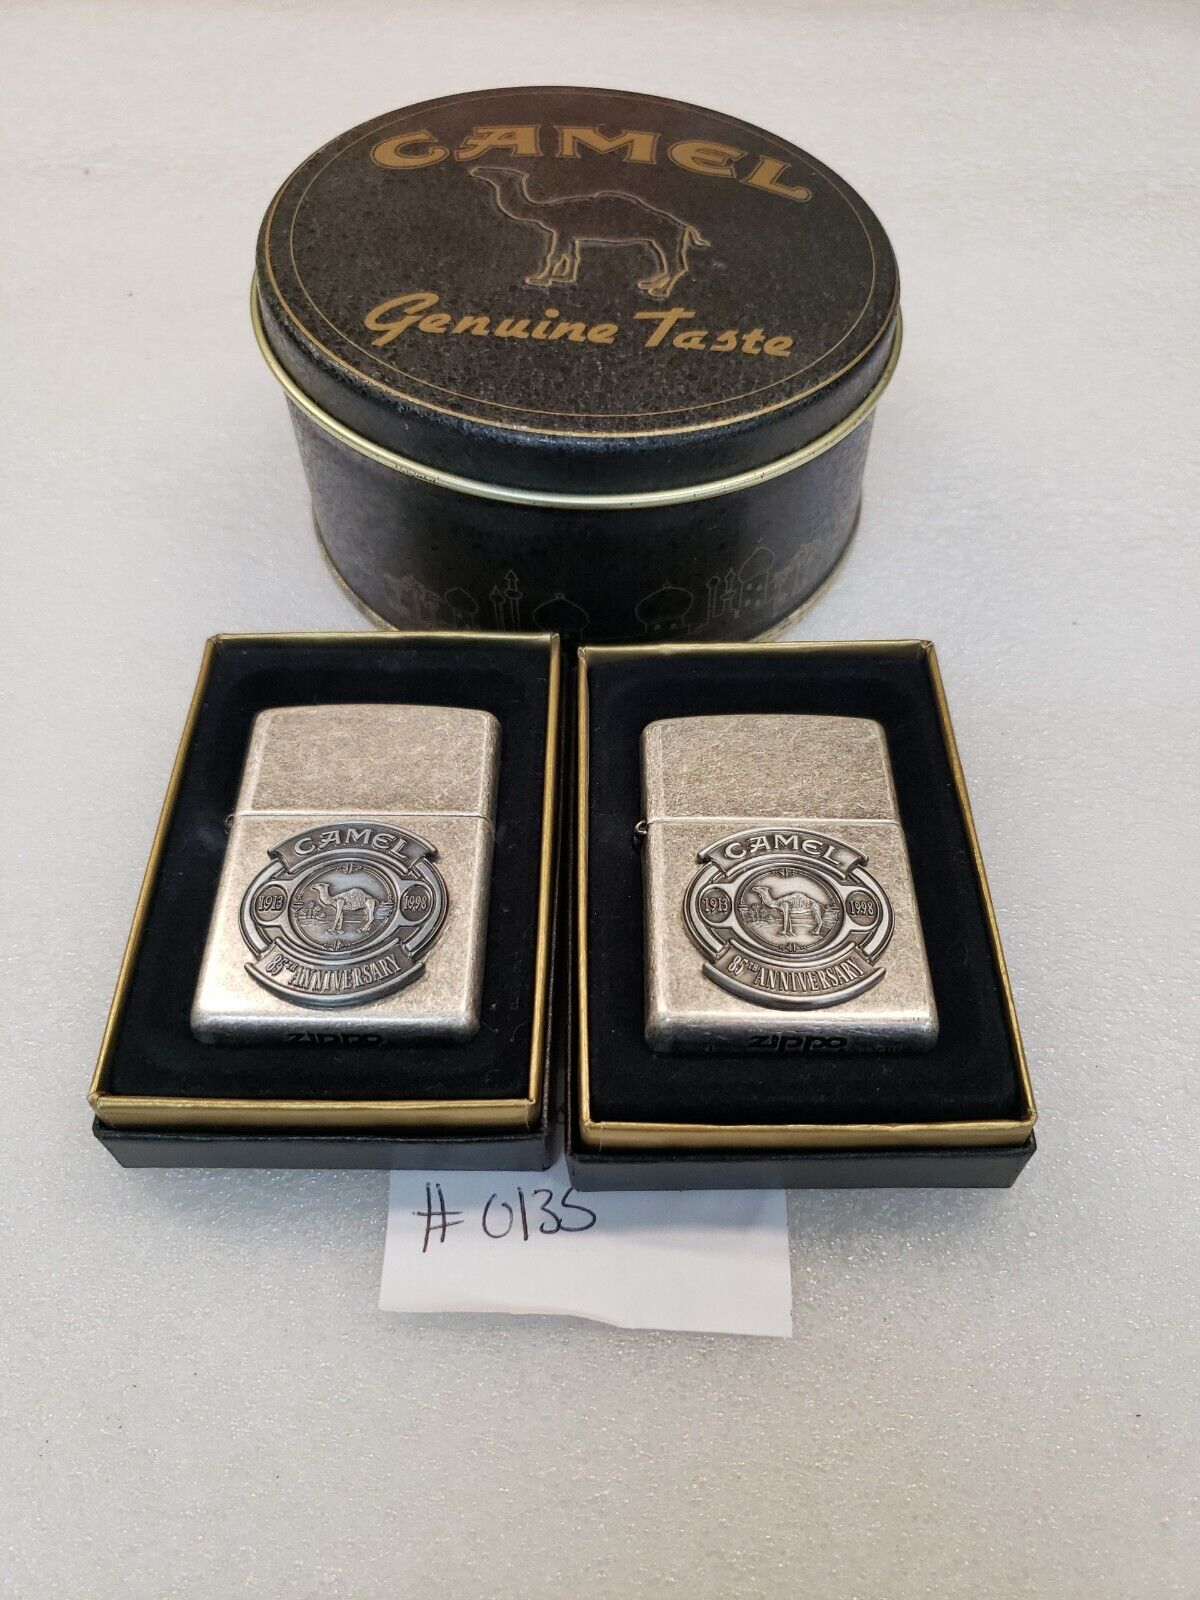 CAMEL
Genuine Taste
CAMEL
1913 1998
85TH ANNIVERSARY
Zippo
CAMEL
1913 1998
85TH ANNIVERSARY
Zippo
# 0135